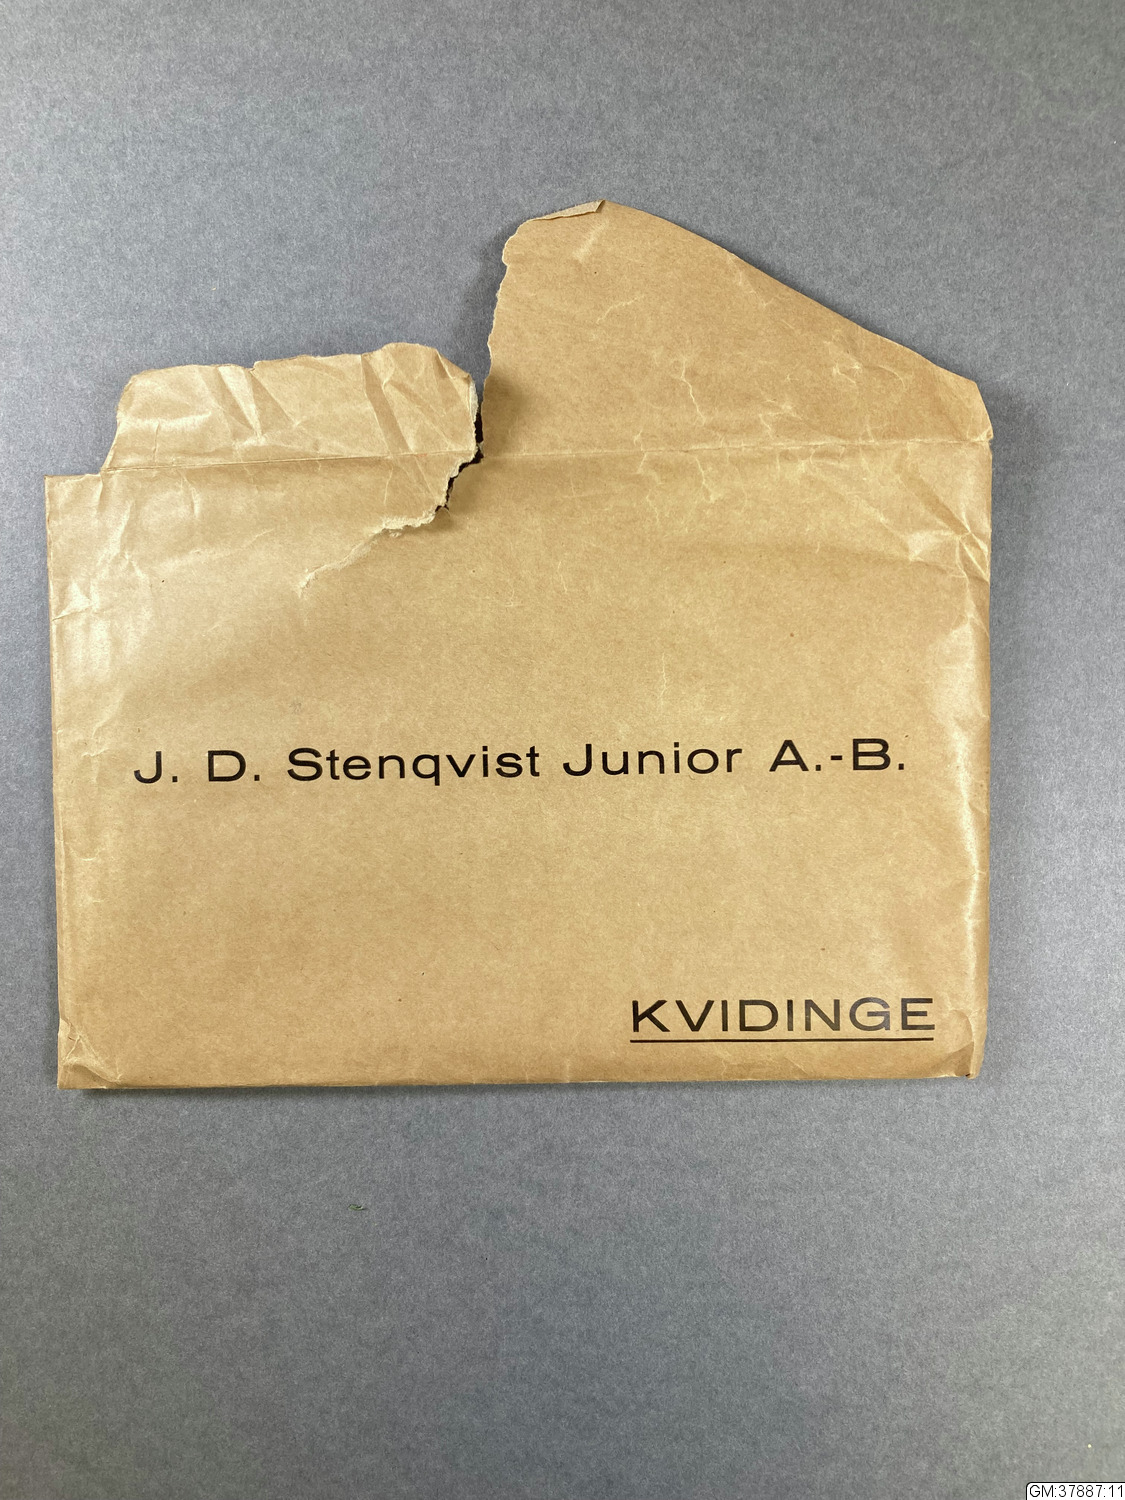 J. D. Stenqvist Junior A.-B.
KVIDINGE
GM:37887:11